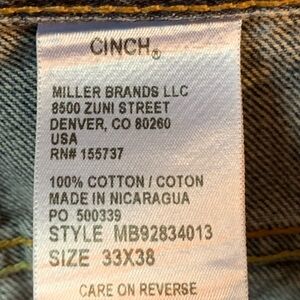 CINCH®
MILLER BRANDS LLC
8500 ZUNI STREET
DENVER, CO 80260
USA
RN# 155737
100% COTTON / COTON
MADE IN NICARAGUA
PO 500339
STYLE MB92834013
SIZE 33X38
CARE ON REVERSE